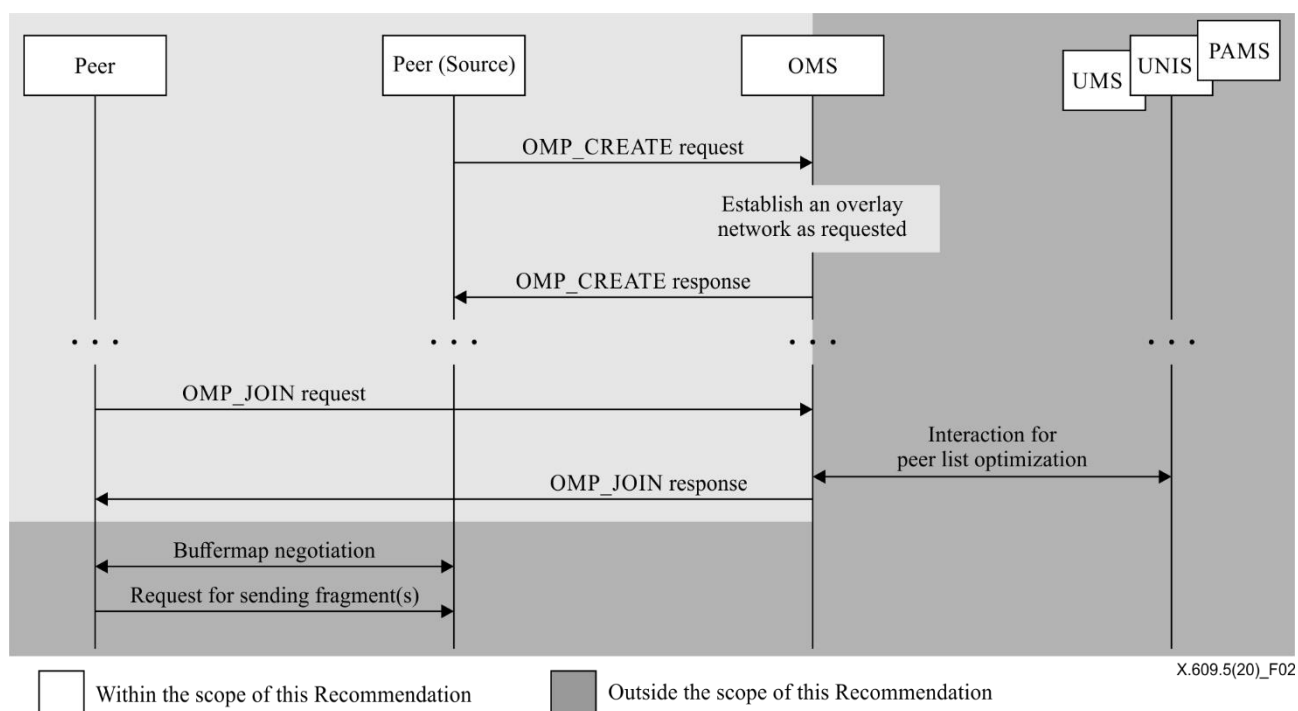 Peer
Peer (Source)
OMS
UMS
UNIS
PAMS
OMP_CREATE request
Establish an overlay
network as requested
OMP_CREATE response
. . .
. . .
. . .
. . .
OMP_JOIN request
Interaction for
peer list optimization
OMP_JOIN response
Buffermap negotiation
Request for sending fragment(s)
X.609.5(20)_F02
Within the scope of this Recommendation
Outside the scope of this Recommendation